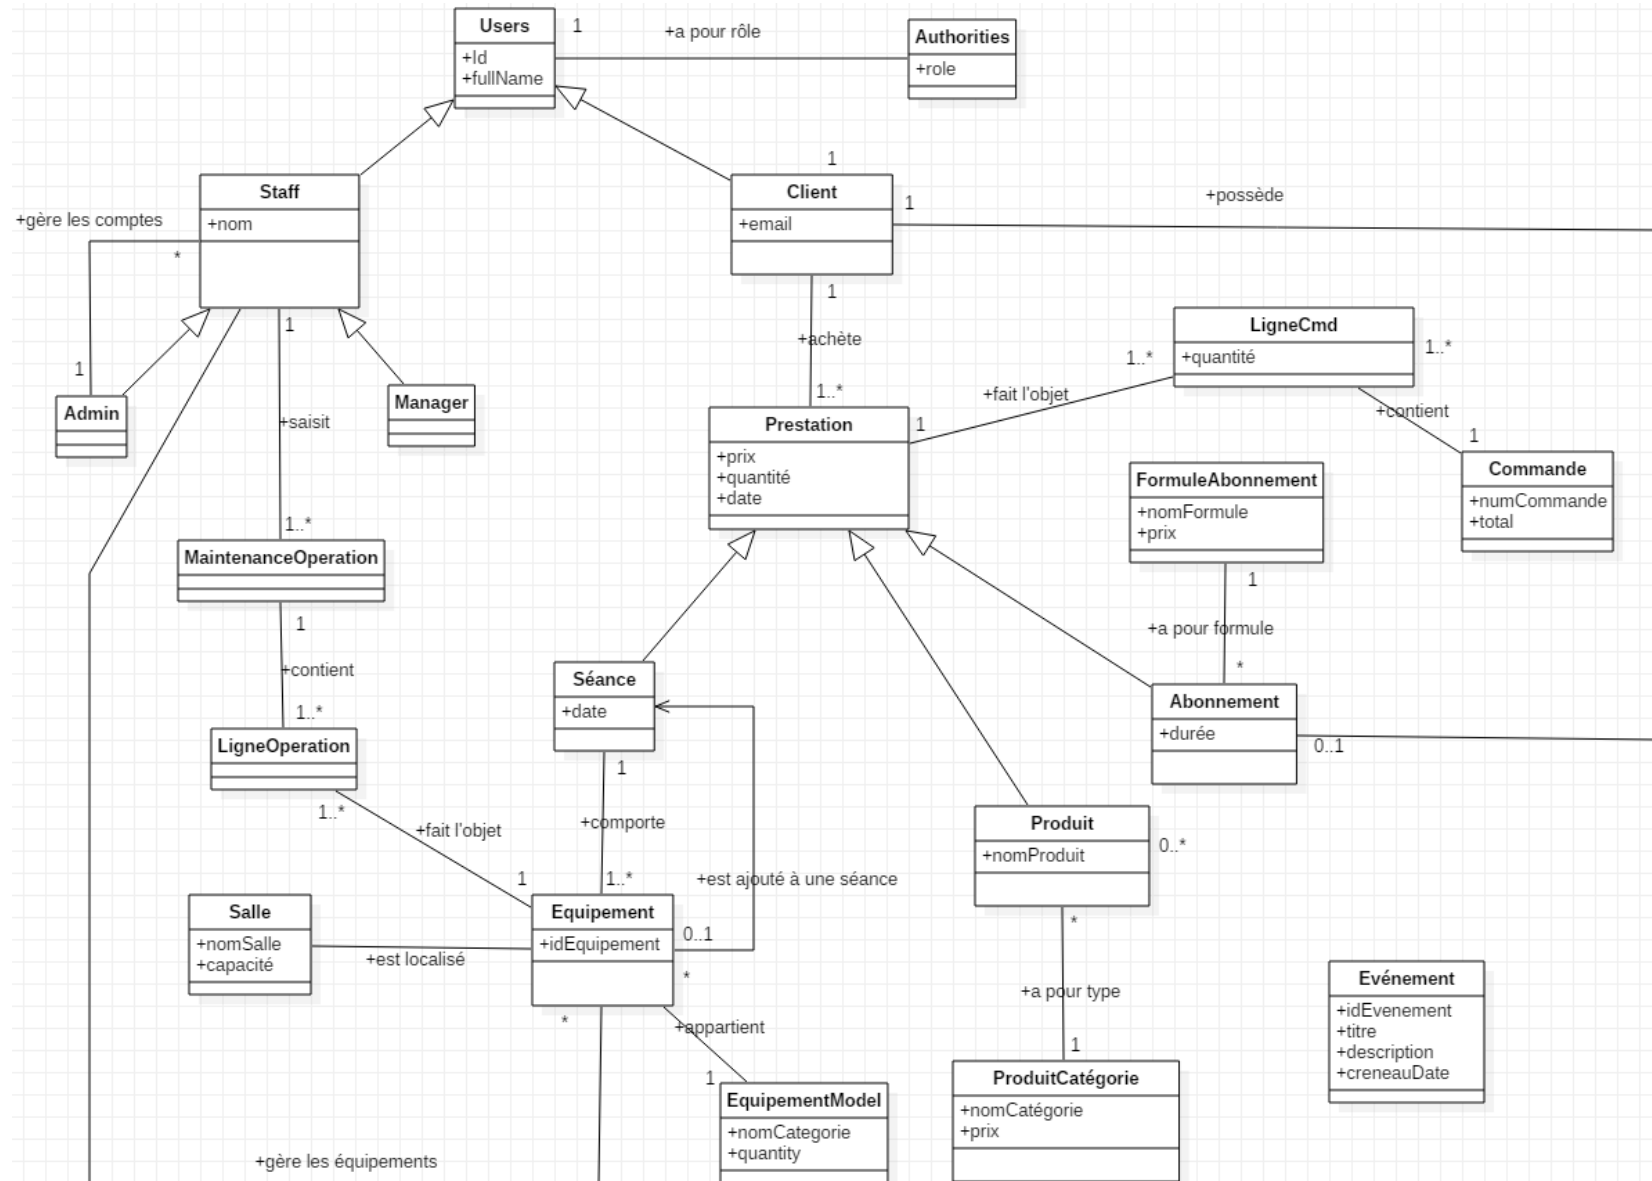 Users
+Id
+fullName
1
+a pour rôle
Authorities
+role
Staff
+nom
1
Client
+email
1
+possède
+gère les comptes
*
1
1
1
+achète
1..*
LigneCmd
+quantité
1..*
1..*
+fait l'objet
Admin
Manager
+saisit
1..*
Prestation
+prix
+quantité
+date
1
+contient
1
Commande
+numCommande
+total
FormuleAbonnement
+nomFormule
+prix
1
+a pour formule
*
MaintenanceOperation
1
+contient
1..*
LigneOperation
1..*
+fait l'objet
1
Séance
+date
1
+comporte
1..*
Abonnement
+durée
0..1
Produit
+nomProduit
0..*
*
+est ajouté à une séance
0..1
Salle
+nomSalle
+capacité
+est localisé
Equipement
+idEquipement
*
*
+appartient
1
+a pour type
1
Evénement
+idEvenement
+titre
+description
+creneauDate
EquipementModel
+nomCategorie
+quantity
ProduitCatégorie
+nomCatégorie
+prix
+gère les équipements